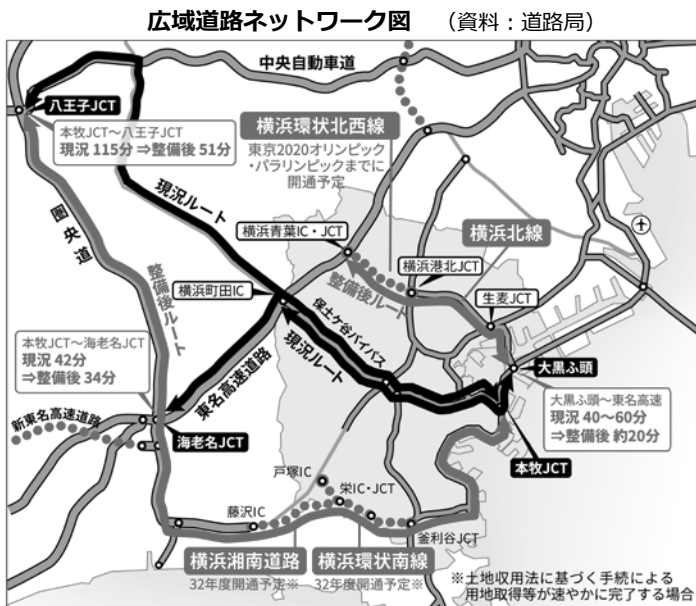 広域道路ネットワーク図 （資料：道路局）
中央自動車道
八王子JCT
本牧JCT～八王子JCT
現況 115分 ⇒整備後 51分
横浜環状北西線
東京2020オリンピック
・パラリンピックまでに
開通予定
現況ルート
圏央道
横浜青葉IC・JCT
横浜北線
横浜港北JCT
整備後ルート
整備後ルート
横浜町田IC
生麦JCT
保土ケ谷バイパス
本牧JCT～海老名JCT
現況 42分
⇒整備後 34分
現況ルート
大黒ふ頭
東名高速道路
大黒ふ頭～東名高速
現況 40～60分
⇒整備後 約20分
新東名高速道路
海老名JCT
本牧JCT
戸塚IC
栄IC・JCT
藤沢IC
釜利谷JCT
横浜湘南道路
32年度開通予定※
横浜環状南線
32年度開通予定※
※土地収用法に基づく手続による
用地取得等が速やかに完了する場合